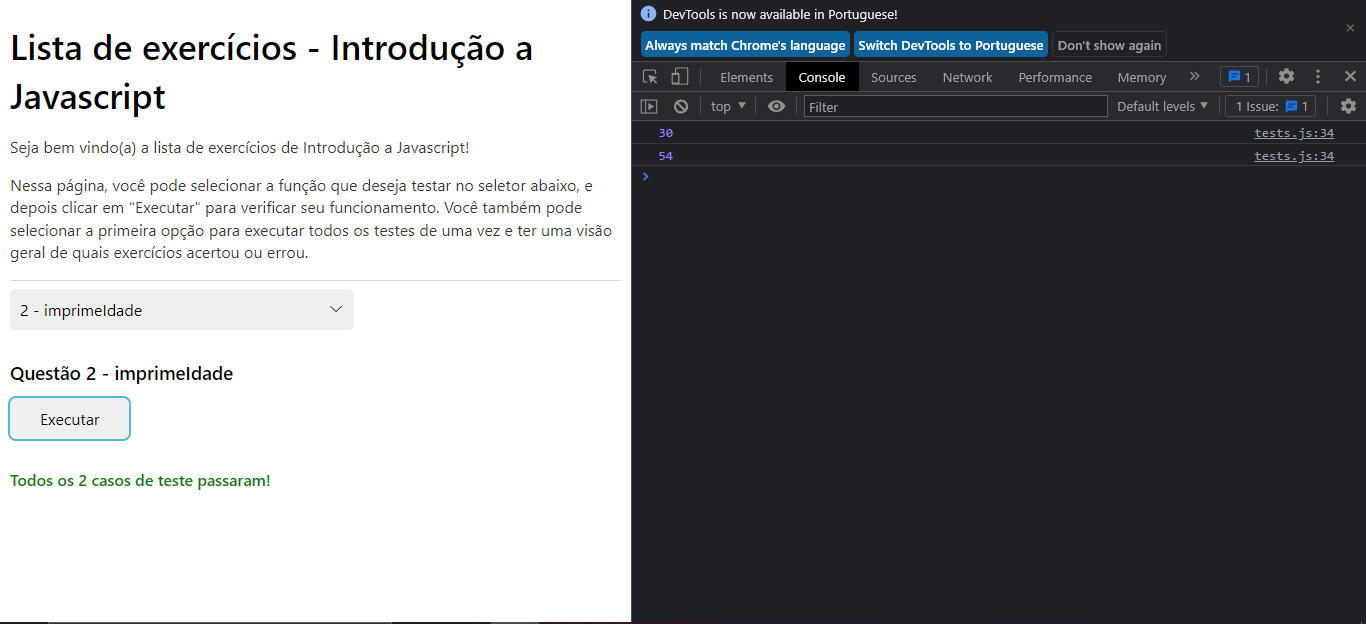 Lista de exercícios - Introdução a
Javascript
Seja bem vindo(a) a lista de exercícios de Introdução a Javascript!
Nessa página, você pode selecionar a função que deseja testar no seletor abaixo, e
depois clicar em "Executar" para verificar seu funcionamento. Você também pode
selecionar a primeira opção para executar todos os testes de uma vez e ter uma visão
geral de quais exercícios acertou ou errou.
2 - imprimeIdade
Questão 2 - imprimeIdade
Executar
Todos os 2 casos de teste passaram!
DevTools is now available in Portuguese!
Always match Chrome's language Switch DevTools to Portuguese Don't show again
Elements Console Sources Network Performance Memory » 1
top Filter Default levels 1 Issue: 1
30 tests.js:34
54 tests.js:34